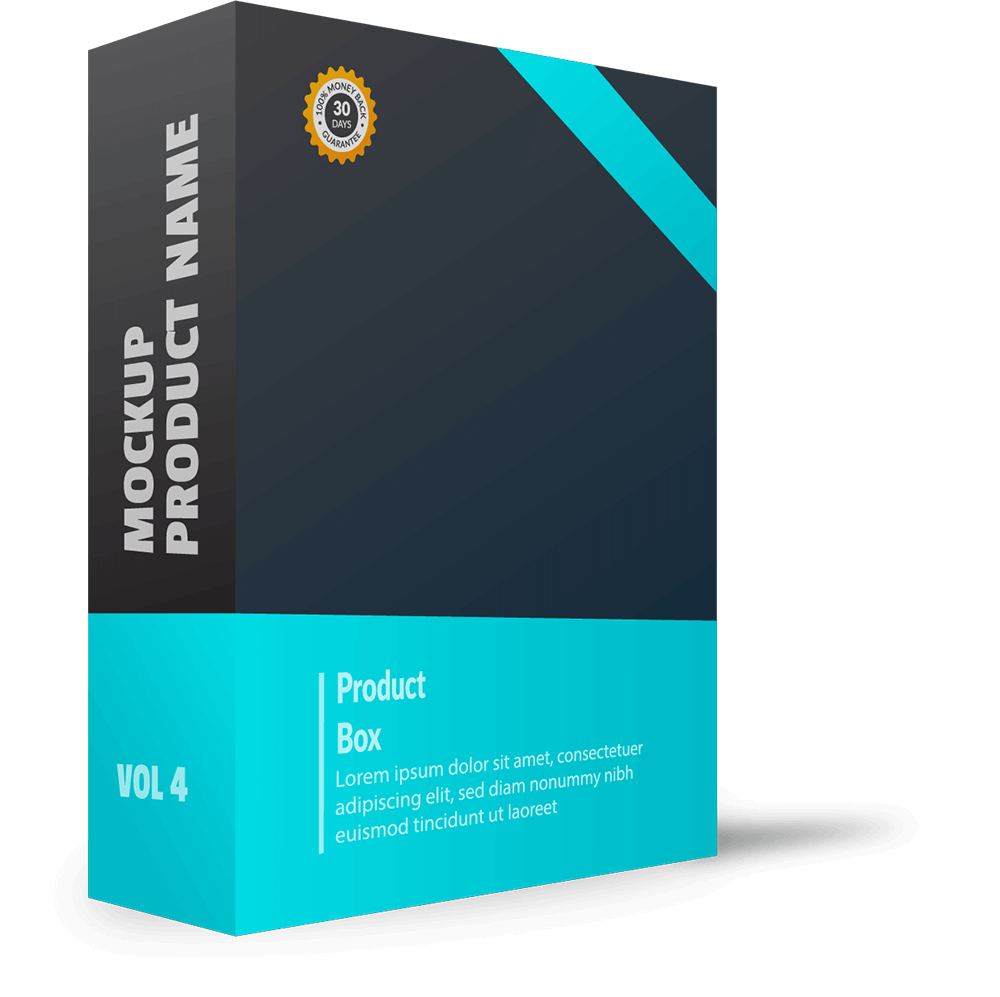 MOCKUP
PRODUCT NAME
VOL 4
100% MONEY BACK
30
DAYS
GUARANTEE
Product
Box
Lorem ipsum dolor sit amet, consectetuer
adipiscing elit, sed diam nonummy nibh
euismod tincidunt ut laoreet